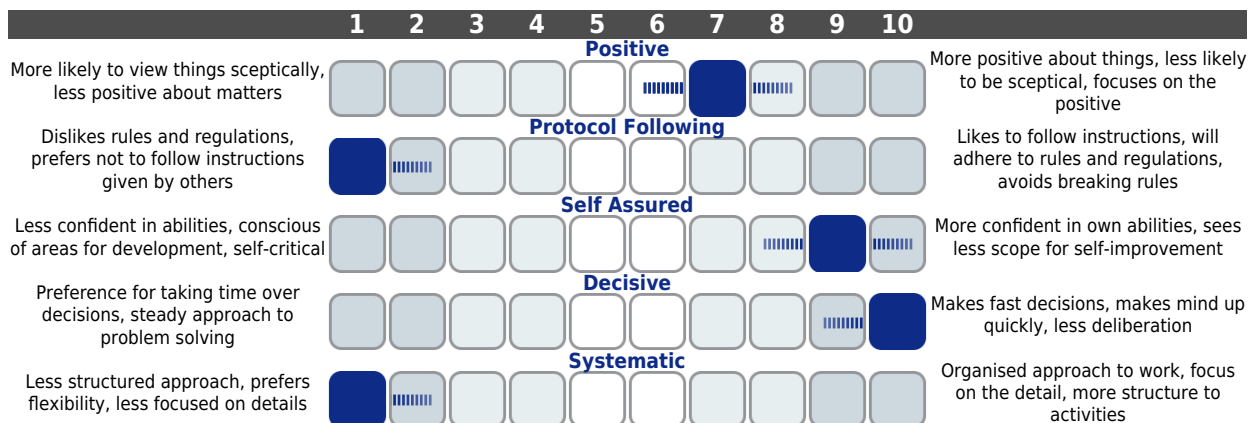 1 2 3 4 5 6 7 8 9 10
Positive
More likely to view things sceptically,
less positive about matters
More positive about things, less likely
to be sceptical, focuses on the
positive
Protocol Following
Dislikes rules and regulations,
prefers not to follow instructions
given by others
Likes to follow instructions, will
adhere to rules and regulations,
avoids breaking rules
Self Assured
Less confident in abilities, conscious
of areas for development, self-critical
More confident in own abilities, sees
less scope for self-improvement
Decisive
Preference for taking time over
decisions, steady approach to
problem solving
Makes fast decisions, makes mind up
quickly, less deliberation
Systematic
Less structured approach, prefers
flexibility, less focused on details
Organised approach to work, focus
on the detail, more structure to
activities